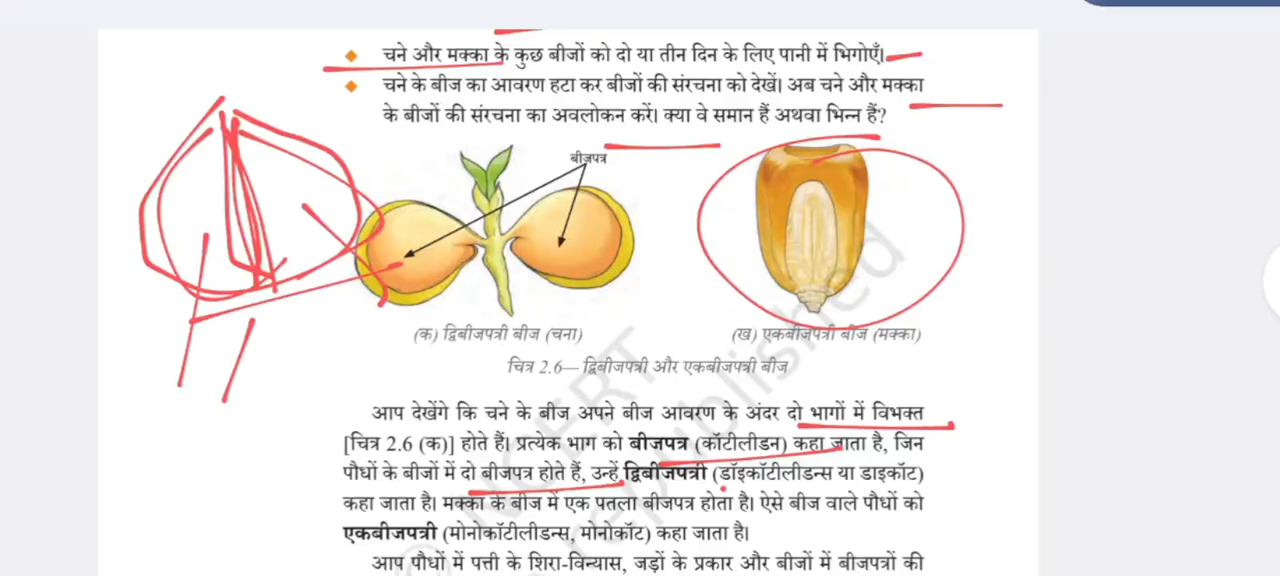 चने और मक्का के कुछ बीजों को दो या तीन दिन के लिए पानी में भिगोएँ।
चने के बीज का आवरण हटा कर बीजों की संरचना को देखें। अब चने और मक्का
के बीजों की संरचना का अवलोकन करें। क्या वे समान हैं अथवा भिन्न हैं?
बीजपत्र
(क) द्विबीजपत्री बीज (चना)
(ख) एकबीजपत्री बीज (मक्का)
चित्र 2.6— द्विबीजपत्री और एकबीजपत्री बीज
आप देखेंगे कि चने के बीज अपने बीज आवरण के अंदर दो भागों में विभक्त
[चित्र 2.6 (क)] होते हैं। प्रत्येक भाग को बीजपत्र (कॉटीलीडन) कहा जाता है, जिन
पौधों के बीजों में दो बीजपत्र होते हैं, उन्हें द्विबीजपत्री (डॉइकॉटीलीडन्स या डाइकॉट)
कहा जाता है। मक्का के बीज में एक पतला बीजपत्र होता है। ऐसे बीज वाले पौधों को
एकबीजपत्री (मोनोकॉटीलीडन्स, मोनोकॉट) कहा जाता है।
आप पौधों में पत्ती के शिरा-विन्यास, जड़ों के प्रकार और बीजों में बीजपत्रों की
© NCERT
republished